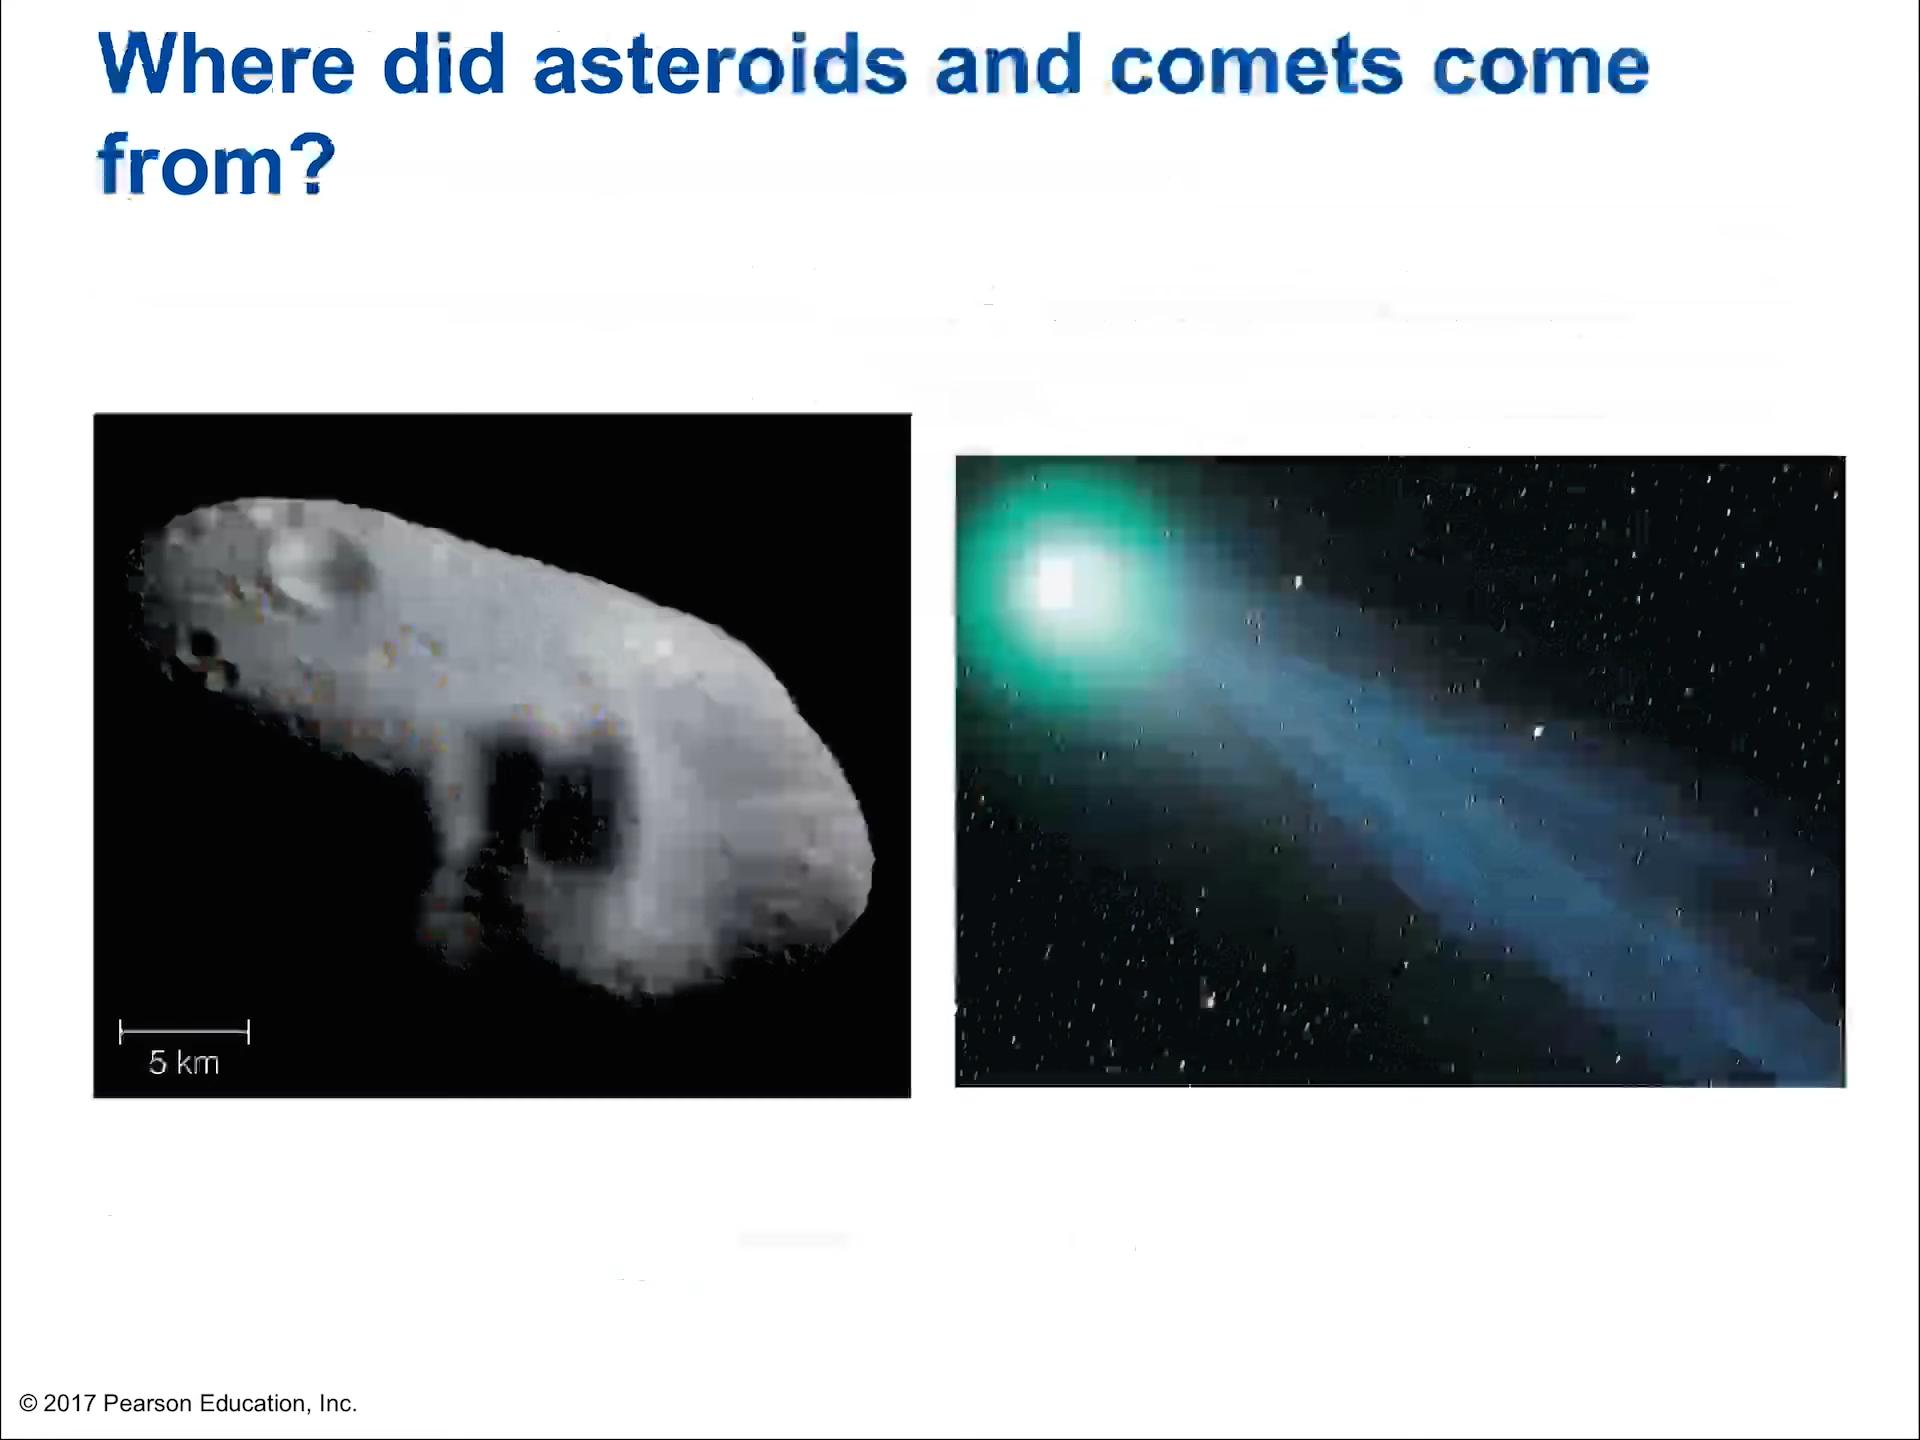 Where did asteroids and comets come
from?
5 km
© 2017 Pearson Education, Inc.